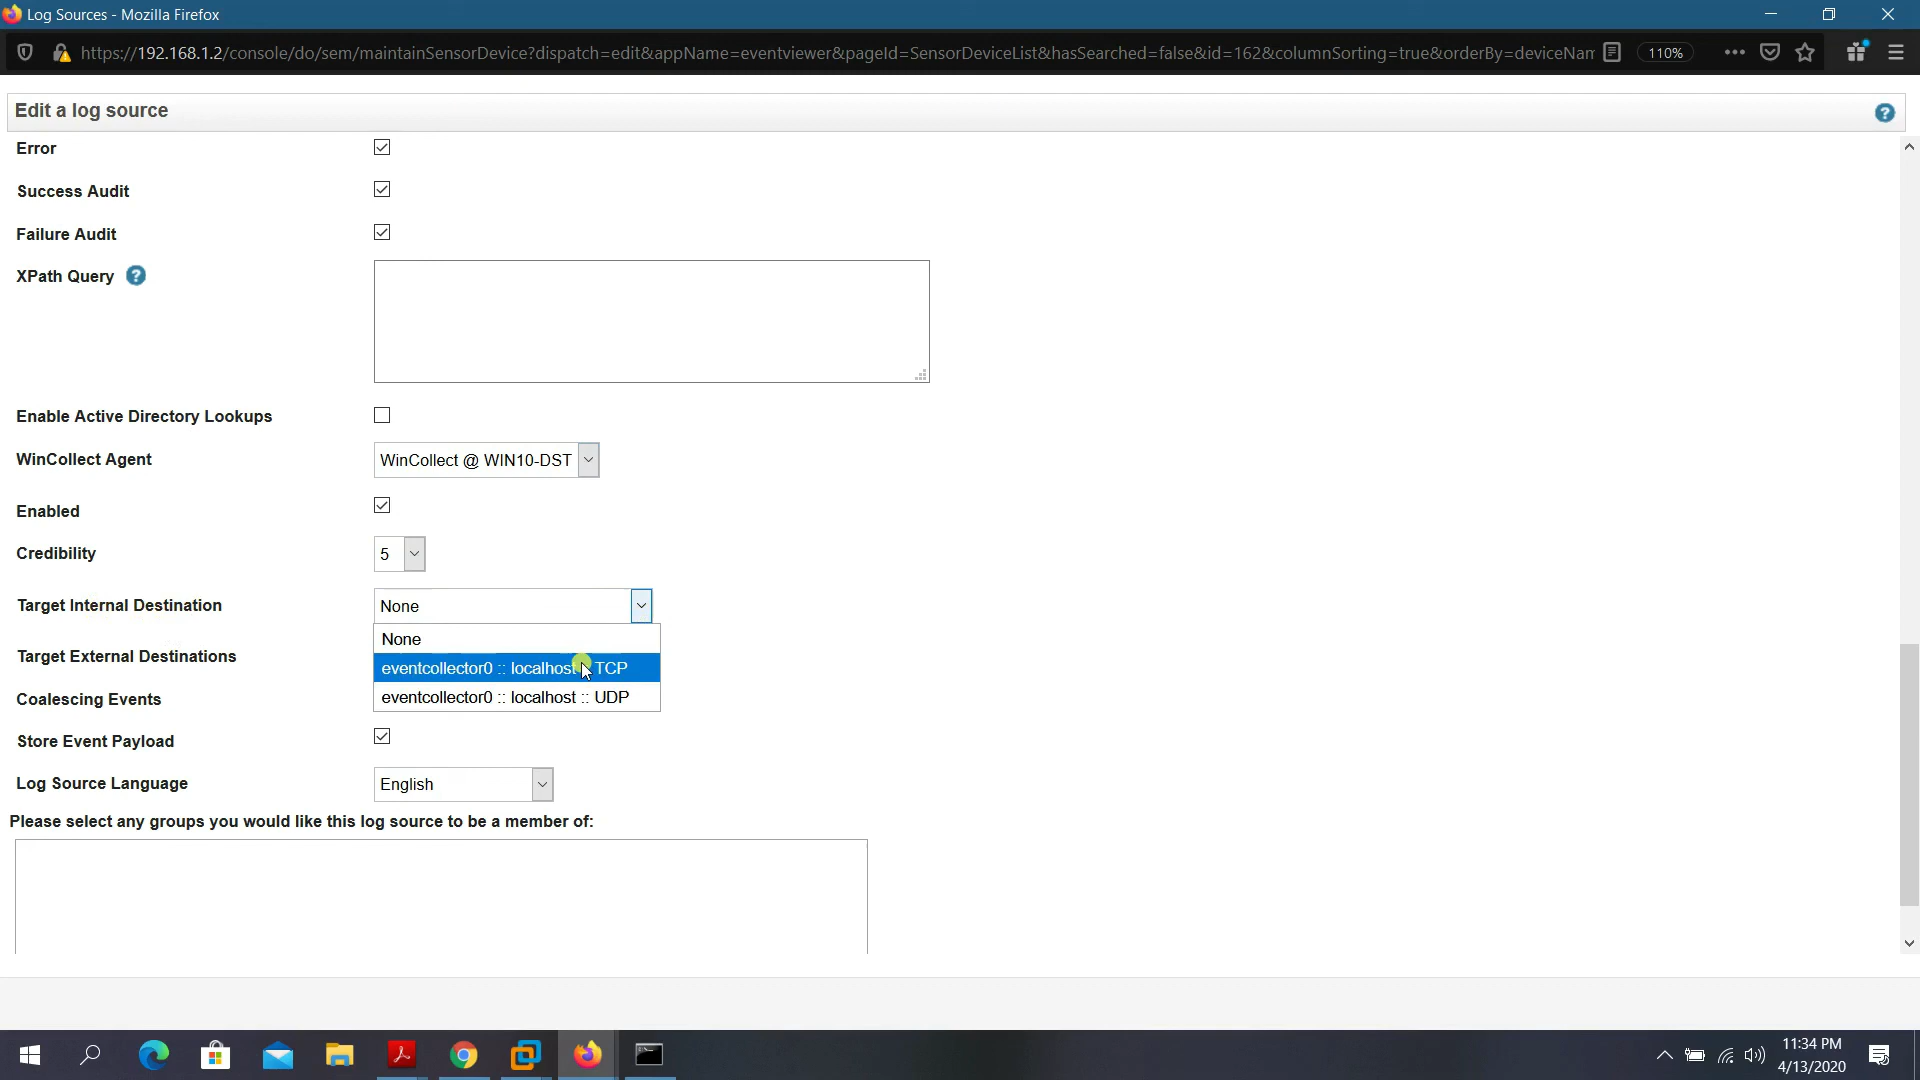 Log Sources - Mozilla Firefox
https://192.168.1.2/console/do/sem/maintainSensorDevice?dispatch=edit&appName=eventviewer&pageId=SensorDeviceList&hasSearched=false&id=162&columnSorting=true&orderBy=deviceNam
110%
Edit a log source
?
Error
Success Audit
Failure Audit
XPath Query ?
Enable Active Directory Lookups
WinCollect Agent
WinCollect @ WIN10-DST
Enabled
Credibility
5
Target Internal Destination
None
None
Target External Destinations
eventcollector0 :: localhost :: TCP
Coalescing Events
eventcollector0 :: localhost :: UDP
Store Event Payload
Log Source Language
English
Please select any groups you would like this log source to be a member of:
11:34 PM
4/13/2020